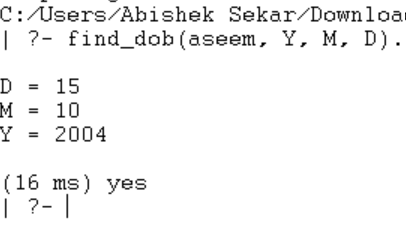 C:/Users/Abishek Sekar/Downloa
| ?- find_dob(aseem, Y, M, D).
D = 15
M = 10
Y = 2004
(16 ms) yes
| ?-